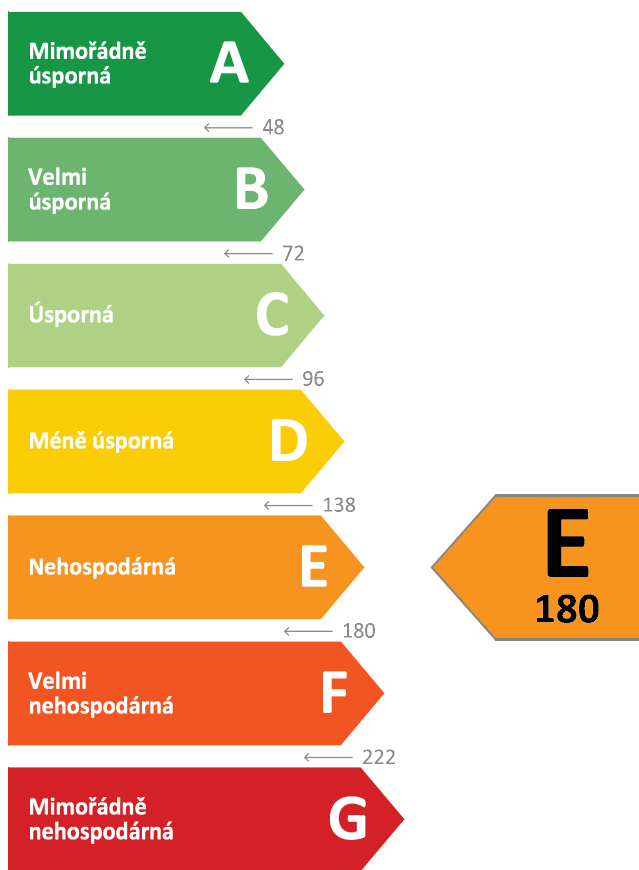 Mimořádně
úsporná
A
← 48
Velmi
úsporná
B
← 72
Úsporná
C
← 96
Méně úsporná
D
← 138
Nehospodárná
E
← 180
E
180
Velmi
nehospodárná
F
← 222
Mimořádně
nehospodárná
G